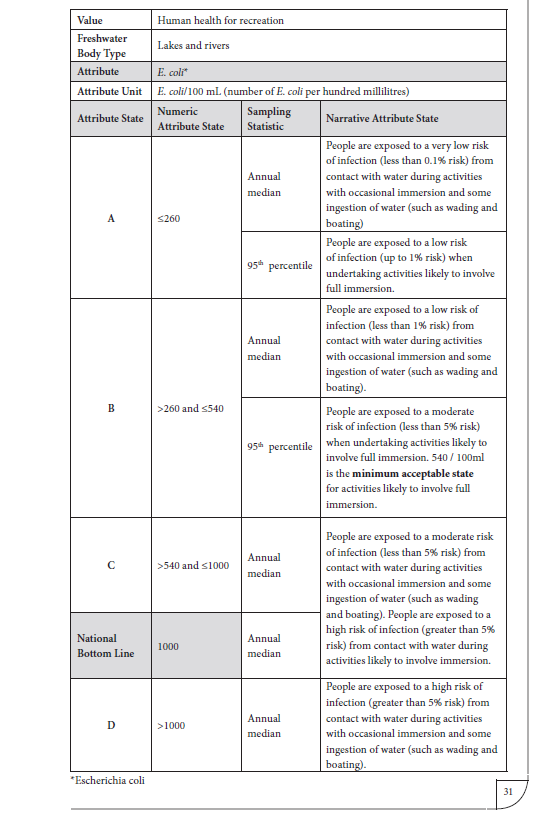 Value
Human health for recreation
Freshwater
Body Type
Lakes and rivers
Attribute
E. coli*
Attribute Unit
E. coli/100 mL (number of E. coli per hundred millilitres)
Attribute State
Numeric
Attribute State
Sampling
Statistic
Narrative Attribute State
A
≤260
Annual
median
People are exposed to a very low risk
of infection (less than 0.1% risk) from
contact with water during activities
with occasional immersion and some
ingestion of water (such as wading and
boating)
95th percentile
People are exposed to a low risk
of infection (up to 1% risk) when
undertaking activities likely to involve
full immersion.
B
>260 and ≤540
Annual
median
People are exposed to a low risk of
infection (less than 1% risk) from
contact with water during activities
with occasional immersion and some
ingestion of water (such as wading and
boating).
95th percentile
People are exposed to a moderate
risk of infection (less than 5% risk)
when undertaking activities likely to
involve full immersion. 540 / 100ml
is the minimum acceptable state
for activities likely to involve full
immersion.
C
>540 and ≤1000
Annual
median
People are exposed to a moderate risk
of infection (less than 5% risk) from
contact with water during activities
with occasional immersion and some
ingestion of water (such as wading
and boating). People are exposed to a
high risk of infection (greater than 5%
risk) from contact with water during
activities likely to involve immersion.
National
Bottom Line
1000
Annual
median
D
>1000
Annual
median
People are exposed to a high risk of
infection (greater than 5% risk) from
contact with water during activities
with occasional immersion and some
ingestion of water (such as wading and
boating).
*Escherichia coli
31